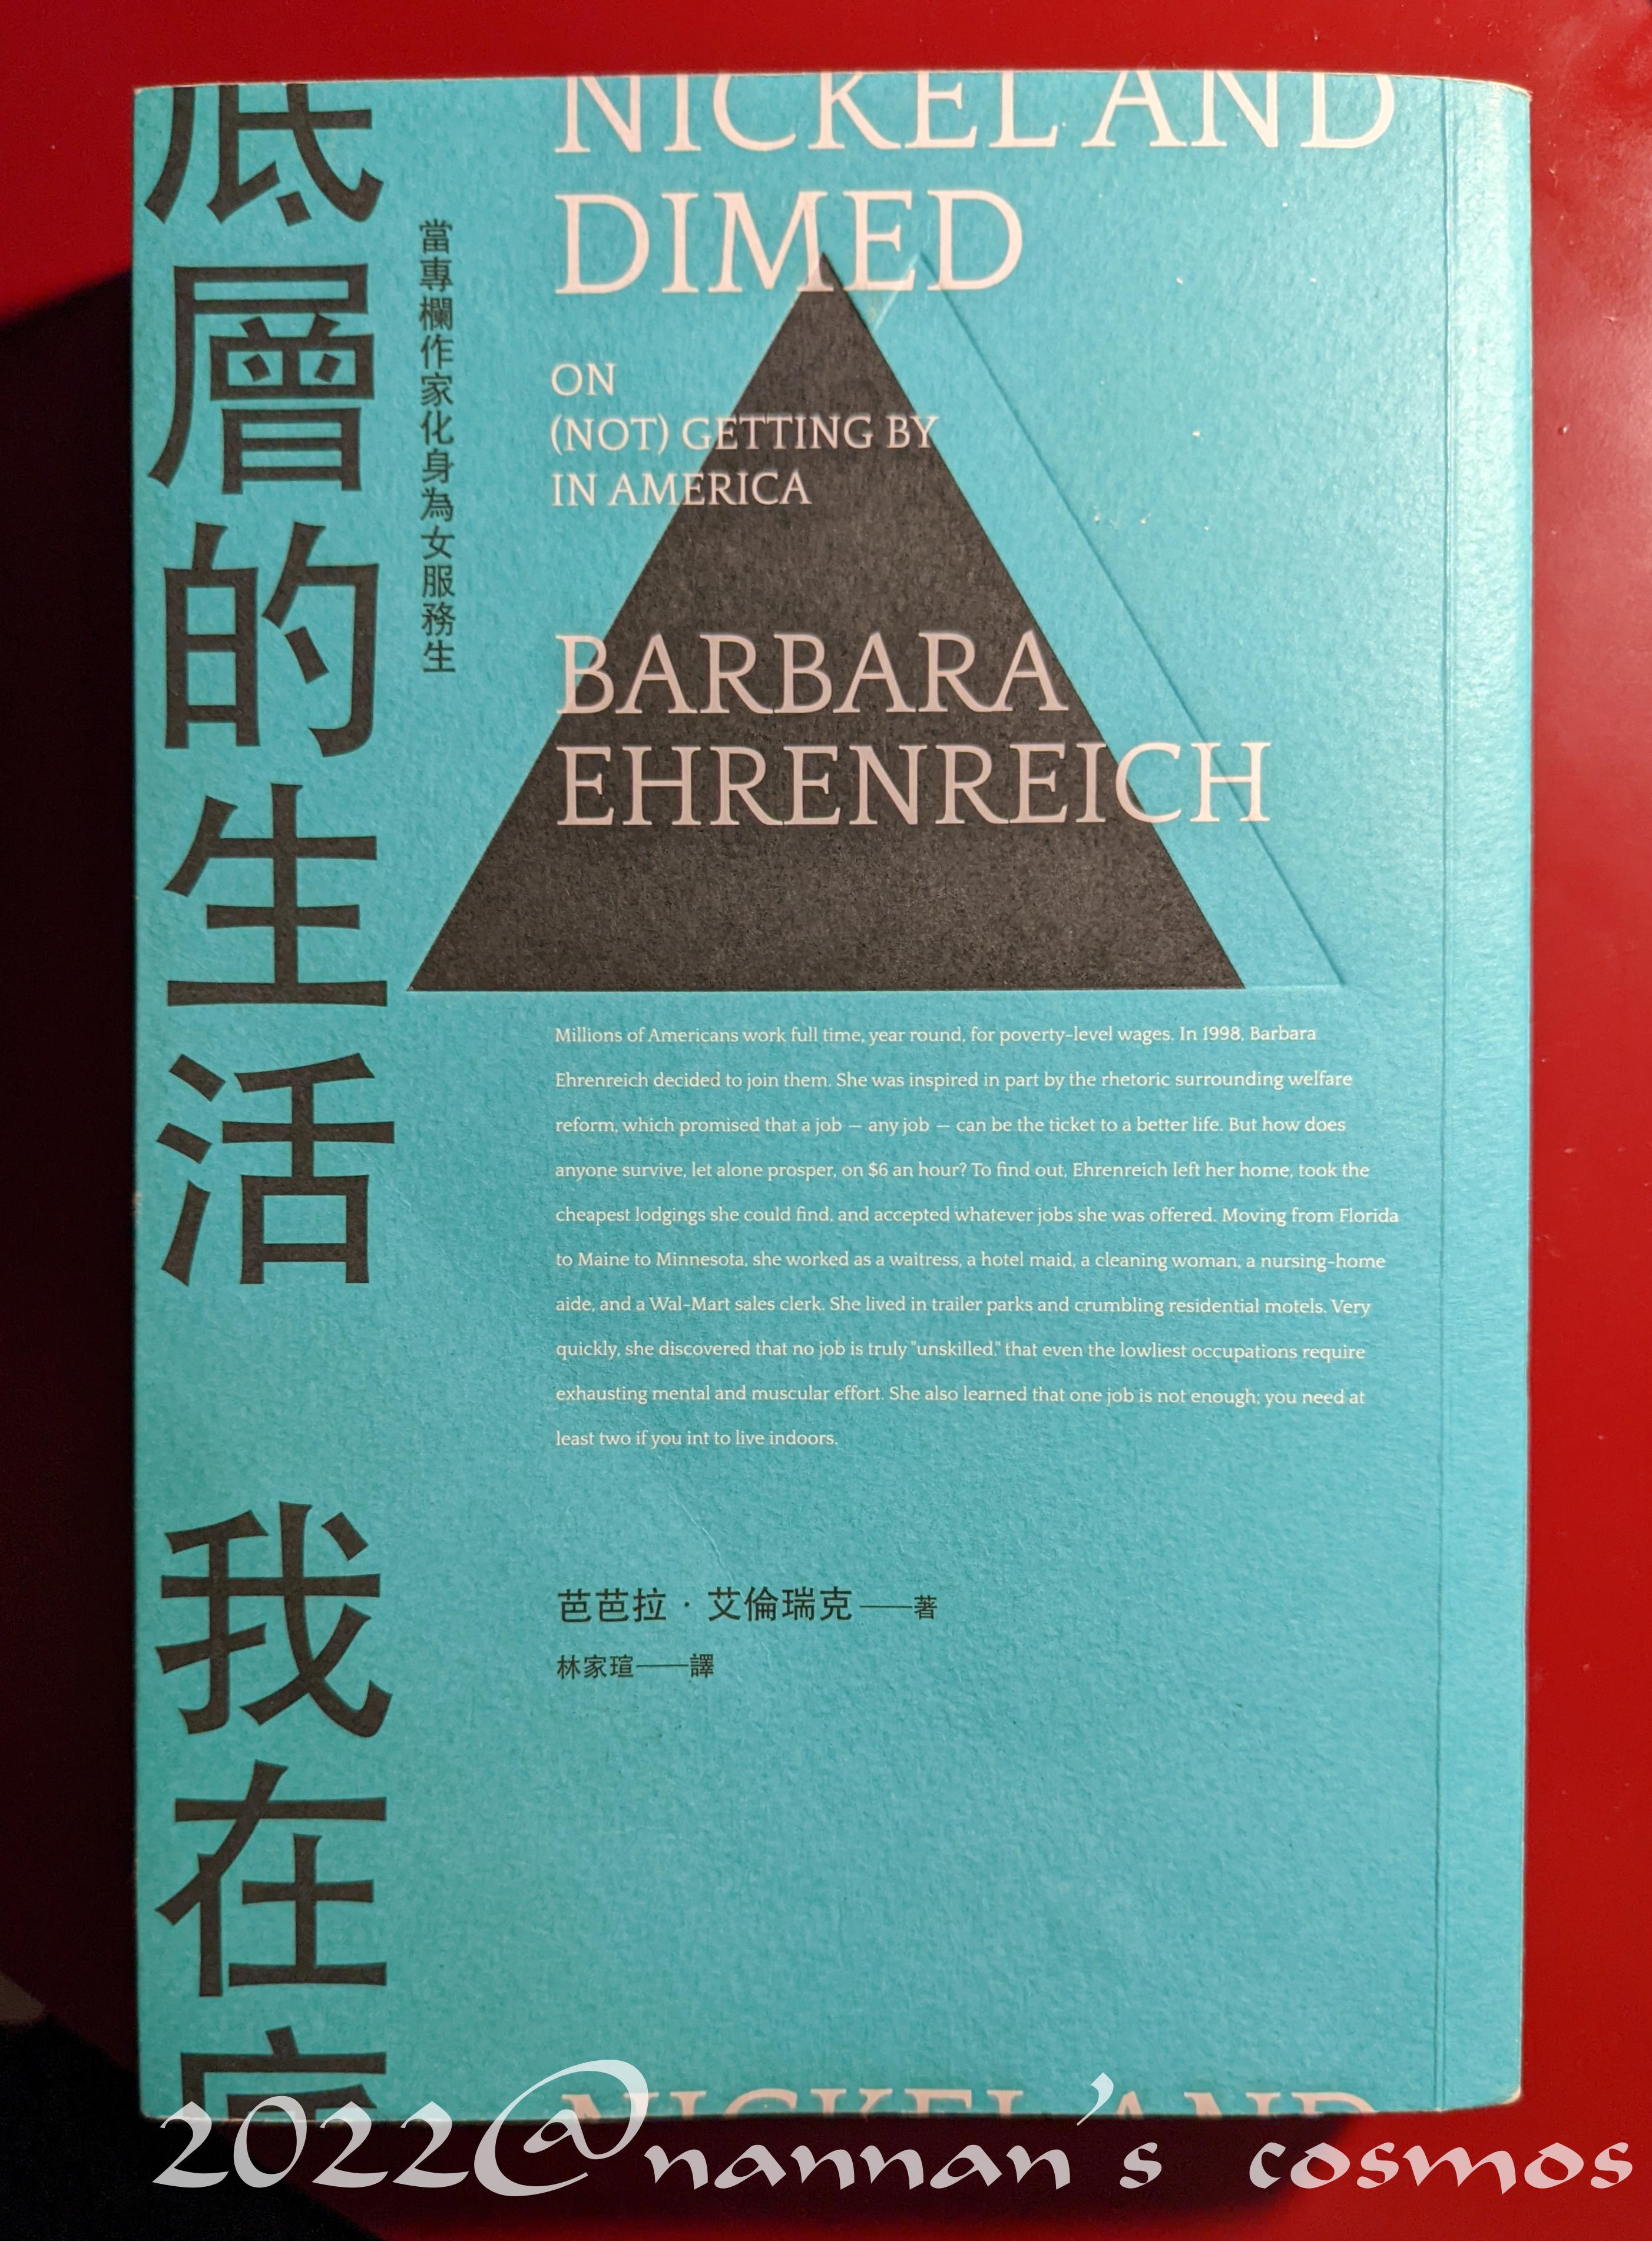 底層的生活 我在底
當專欄作家化身為女服務生
NICKEL AND
DIMED
ON
(NOT) GETTING BY
IN AMERICA
BARBARA
EHRENREICH
Millions of Americans work full time, year round, for poverty-level wages. In 1998, Barbara
Ehrenreich decided to join them. She was inspired in part by the rhetoric surrounding welfare
reform, which promised that a job — any job — can be the ticket to a better life. But how does
anyone survive, let alone prosper, on $6 an hour? To find out, Ehrenreich left her home, took the
cheapest lodgings she could find, and accepted whatever jobs she was offered. Moving from Florida
to Maine to Minnesota, she worked as a waitress, a hotel maid, a cleaning woman, a nursing-home
aide, and a Wal-Mart sales clerk. She lived in trailer parks and crumbling residential motels. Very
quickly, she discovered that no job is truly "unskilled," that even the lowliest occupations require
exhausting mental and muscular effort. She also learned that one job is not enough; you need at
least two if you int to live indoors.
芭芭拉·艾倫瑞克——著
林家瑄——譯
NICKEL AND
2022@nannan's cosmos